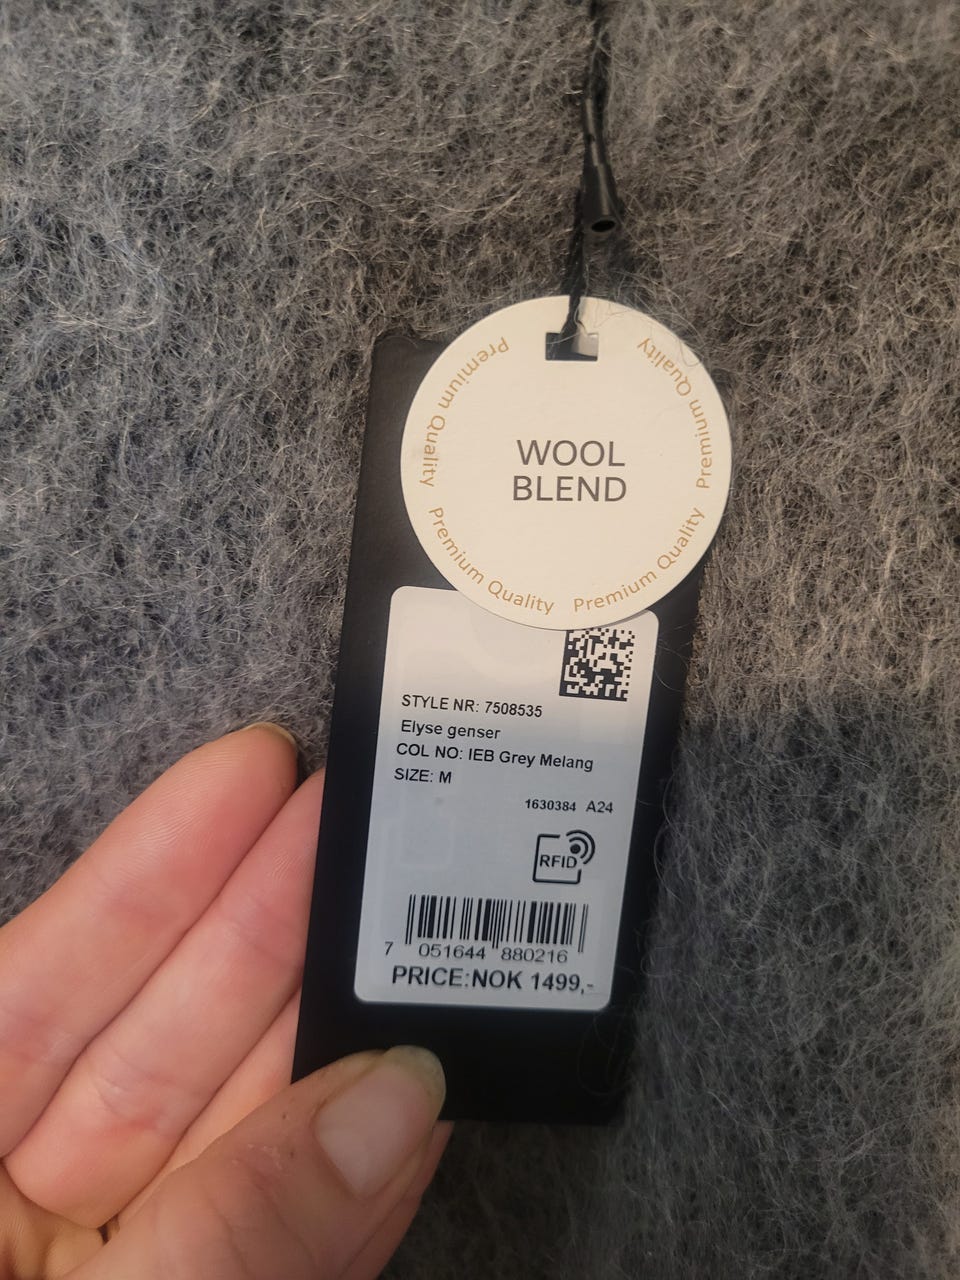 Premium Quality
Premium Quality
WOOL
BLEND
Premium Quality
Premium Quality
STYLE NR: 7508535
Elyse genser
COL NO: IEB Grey Melang
SIZE: M
1630384 A24
RFID
7 051644 880216
PRICE:NOK 1499,-